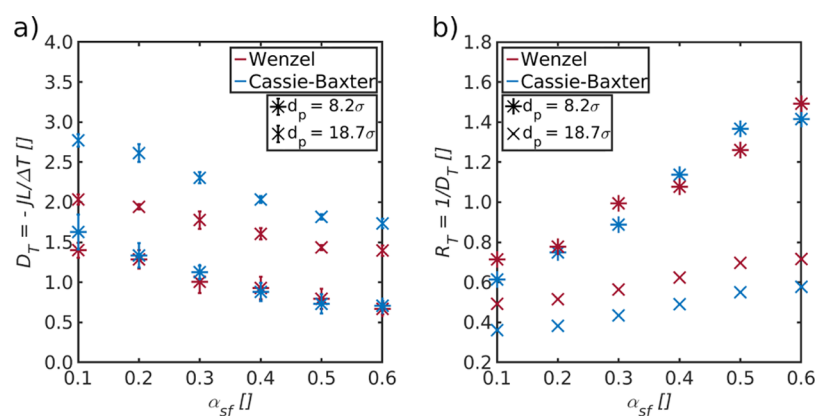 a)
4.0
3.5
3.0
2.5
2.0
1.5
1.0
0.5
0.0
D_T = - JL/ΔT []
Wenzel
Cassie-Baxter
d_p = 8.2σ
d_p = 18.7σ
0.1 0.2 0.3 0.4 0.5 0.6
α_sf []
b)
1.8
1.6
1.4
1.2
1.0
0.8
0.6
0.4
0.2
R_T = 1/D_T []
Wenzel
Cassie-Baxter
d_p = 8.2σ
d_p = 18.7σ
0.1 0.2 0.3 0.4 0.5 0.6
α_sf []